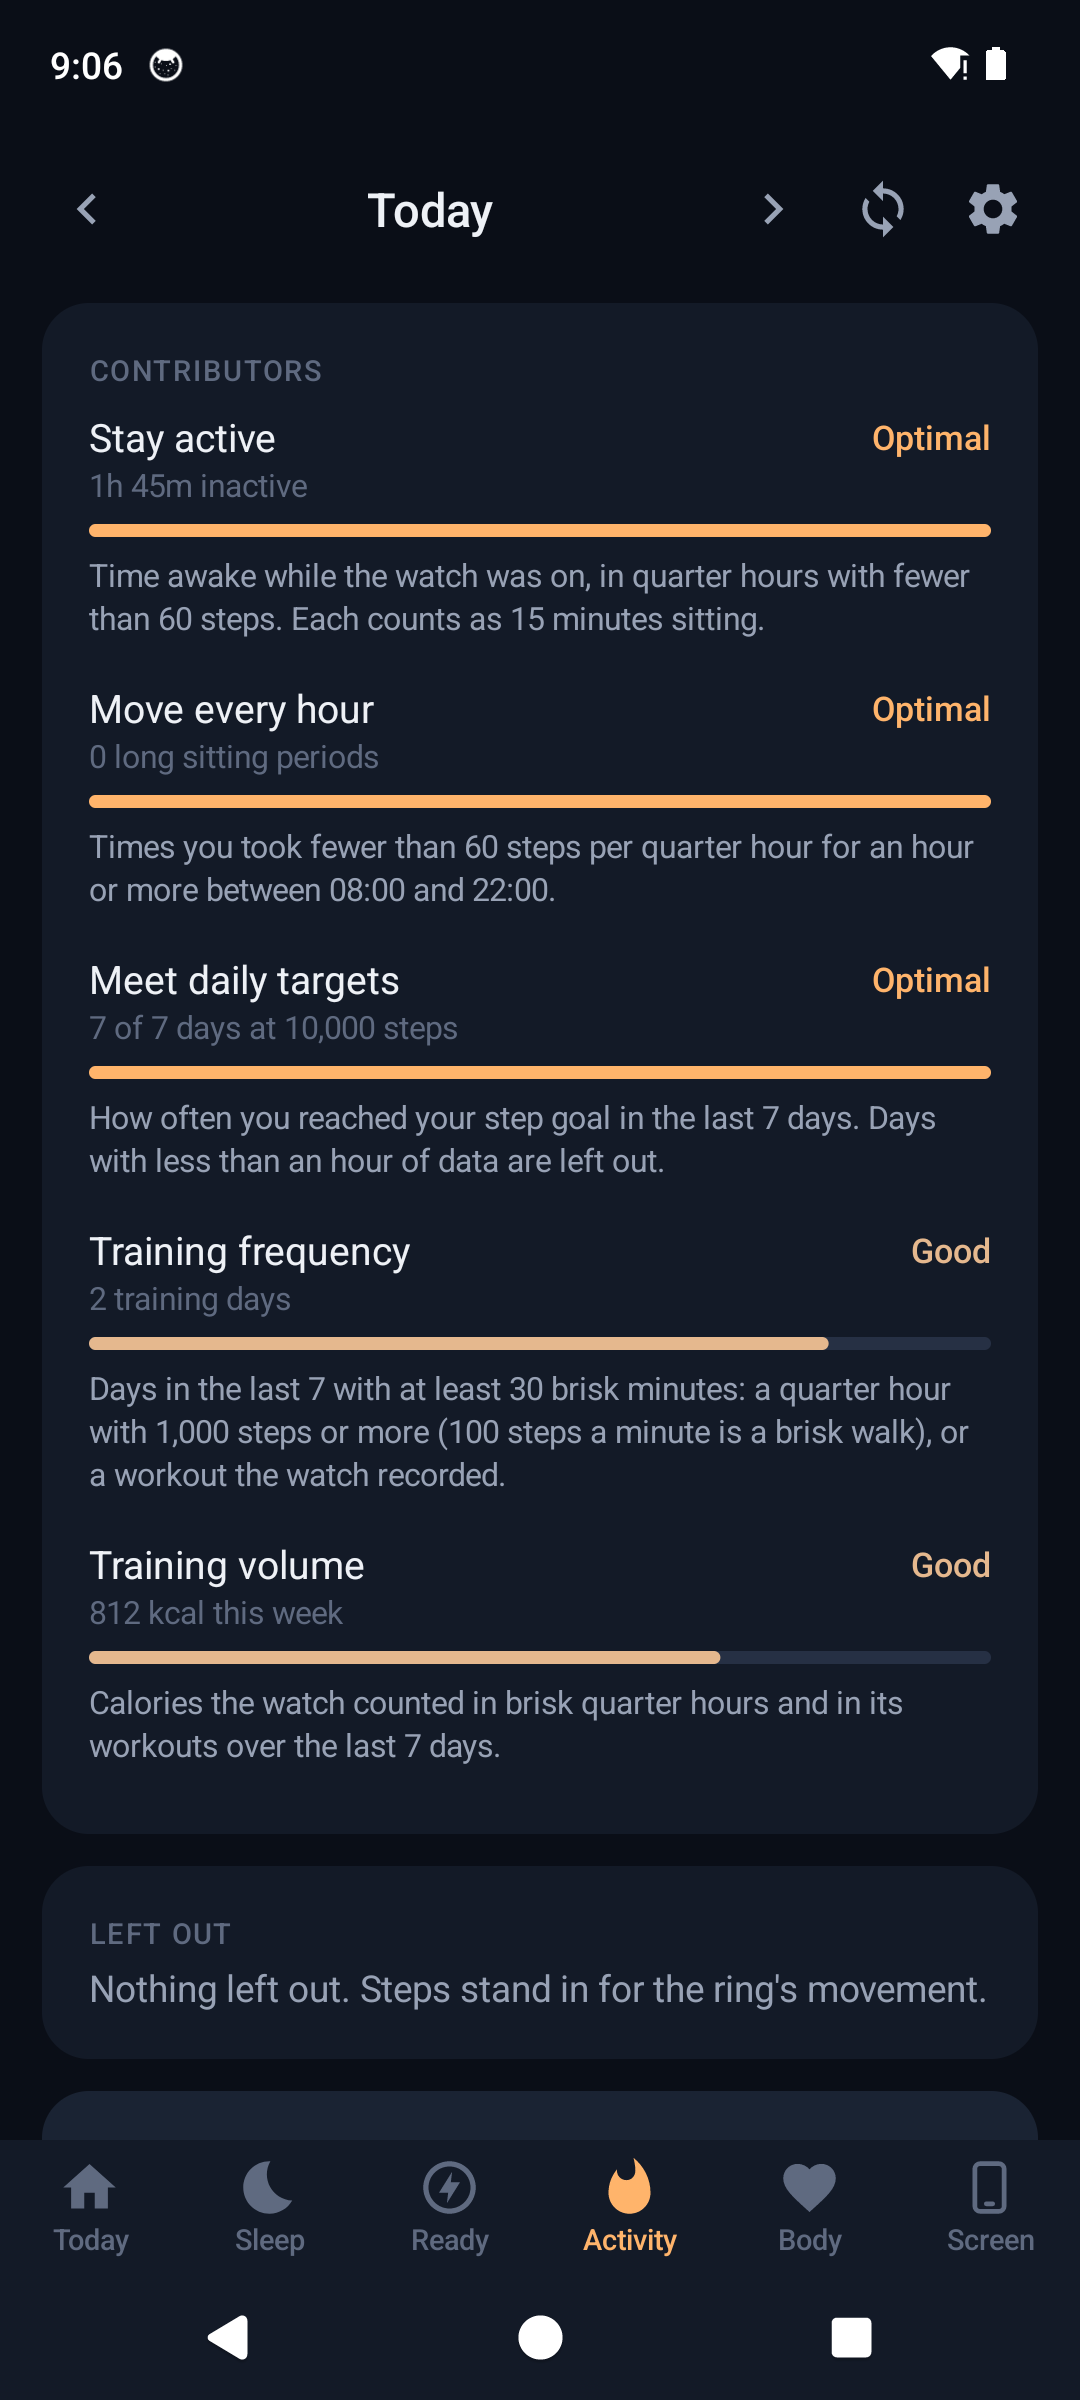 9:06
Today
CONTRIBUTORS
Stay active
Optimal
1h 45m inactive
Time awake while the watch was on, in quarter hours with fewer
than 60 steps. Each counts as 15 minutes sitting.
Move every hour
Optimal
0 long sitting periods
Times you took fewer than 60 steps per quarter hour for an hour
or more between 08:00 and 22:00.
Meet daily targets
Optimal
7 of 7 days at 10,000 steps
How often you reached your step goal in the last 7 days. Days
with less than an hour of data are left out.
Training frequency
Good
2 training days
Days in the last 7 with at least 30 brisk minutes: a quarter hour
with 1,000 steps or more (100 steps a minute is a brisk walk), or
a workout the watch recorded.
Training volume
Good
812 kcal this week
Calories the watch counted in brisk quarter hours and in its
workouts over the last 7 days.
LEFT OUT
Nothing left out. Steps stand in for the ring's movement.
Today
Sleep
Ready
Activity
Body
Screen